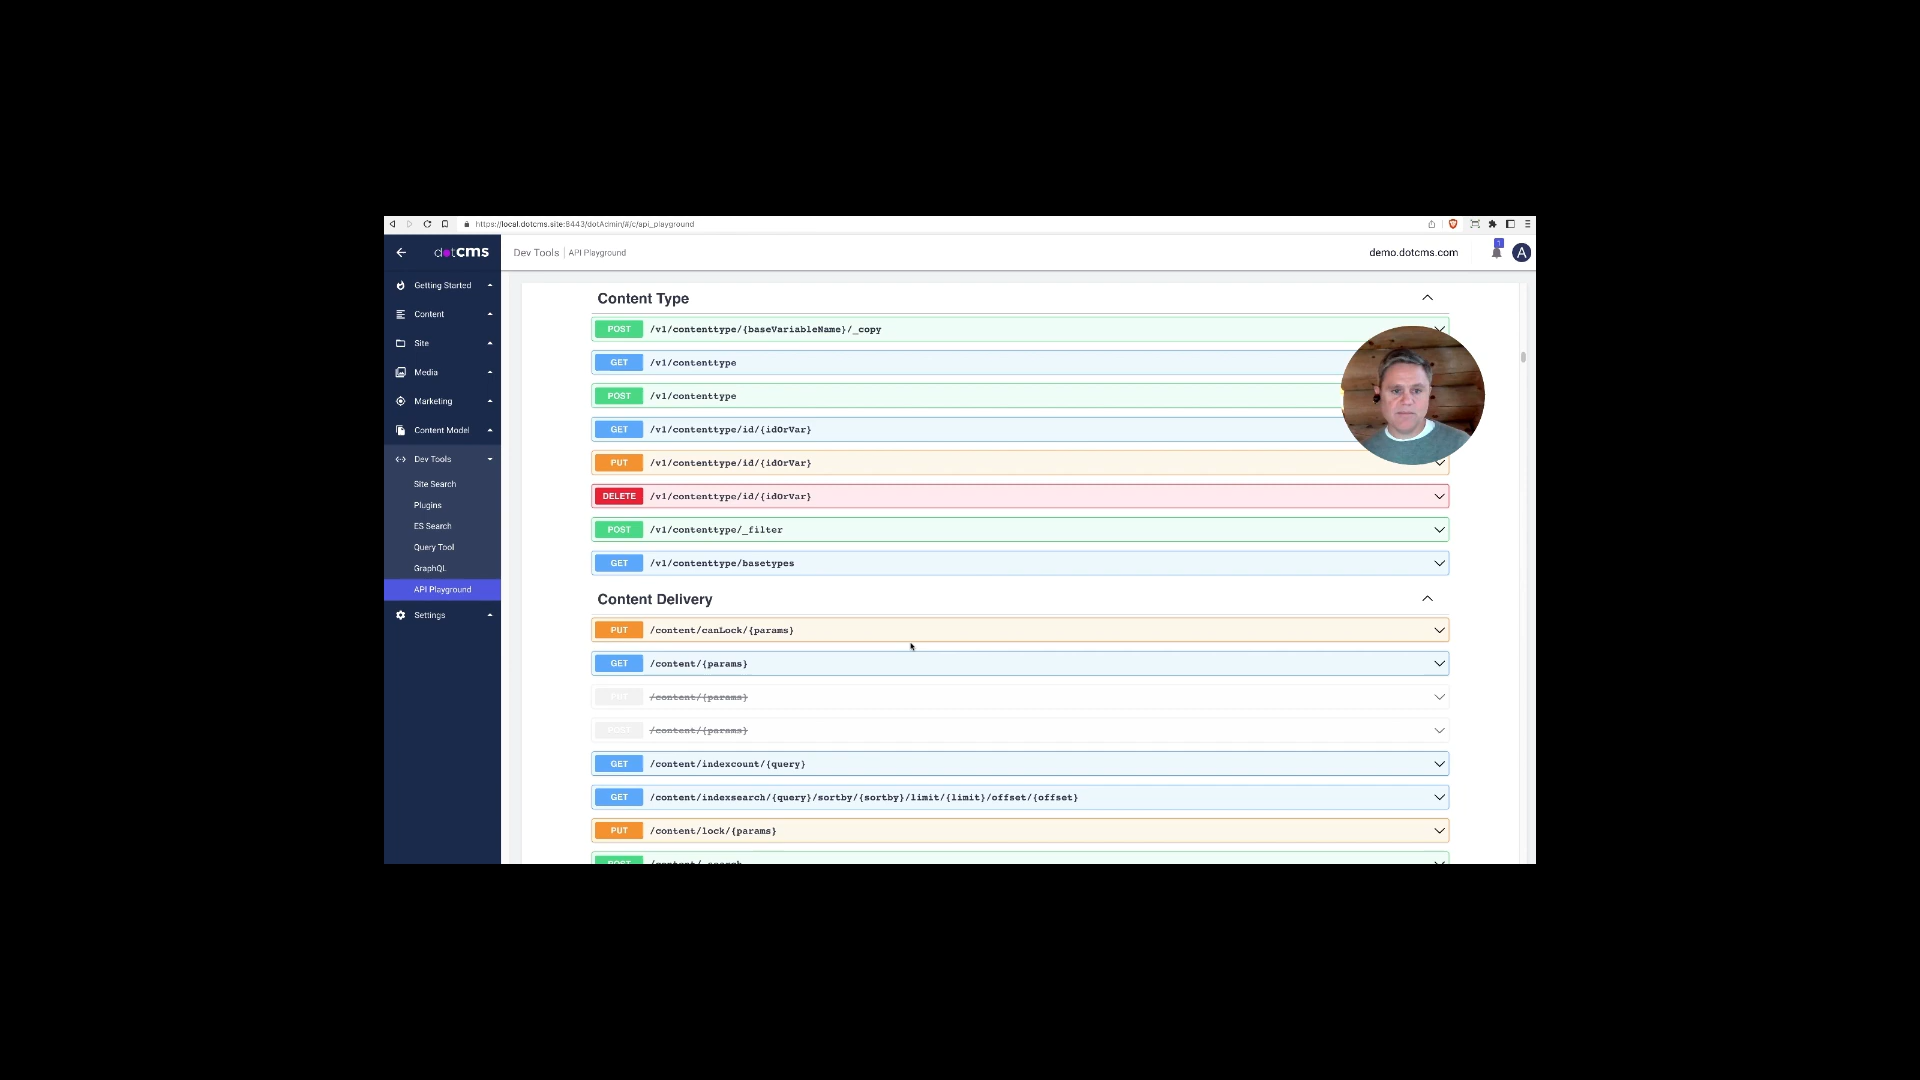 https://local.dotcms.site:8443/dotAdmin/#/c/api_playground
dotCMS
Dev Tools | API Playground
demo.dotcms.com
1
A
Getting Started
Content
Site
Media
Marketing
Content Model
Dev Tools
Site Search
Plugins
ES Search
Query Tool
GraphQL
API Playground
Settings
Content Type
POST /v1/contenttype/{baseVariableName}/_copy
GET /v1/contenttype
POST /v1/contenttype
GET /v1/contenttype/id/{idOrVar}
PUT /v1/contenttype/id/{idOrVar}
DELETE /v1/contenttype/id/{idOrVar}
POST /v1/contenttype/_filter
GET /v1/contenttype/basetypes
Content Delivery
PUT /content/canLock/{params}
GET /content/{params}
PUT /content/{params}
POST /content/{params}
GET /content/indexcount/{query}
GET /content/indexsearch/{query}/sortby/{sortby}/limit/{limit}/offset/{offset}
PUT /content/lock/{params}
POST /content/_search